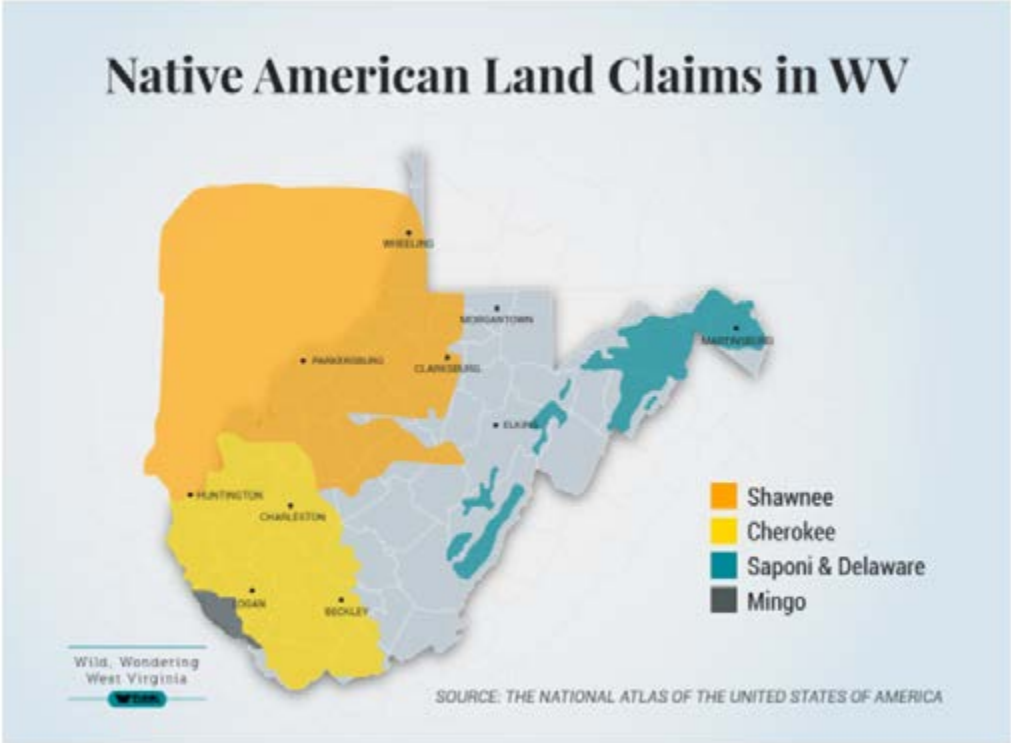 Native American Land Claims in WV
WHEELING
MORGANTOWN
MARTINSBURG
PARKERSBURG
CLARKSBURG
ELKINS
HUNTINGTON
CHARLESTON
Shawnee
Cherokee
Saponi & Delaware
Mingo
LOGAN
BECKLEY
Wild, Wondering
West Virginia
SOURCE: THE NATIONAL ATLAS OF THE UNITED STATES OF AMERICA